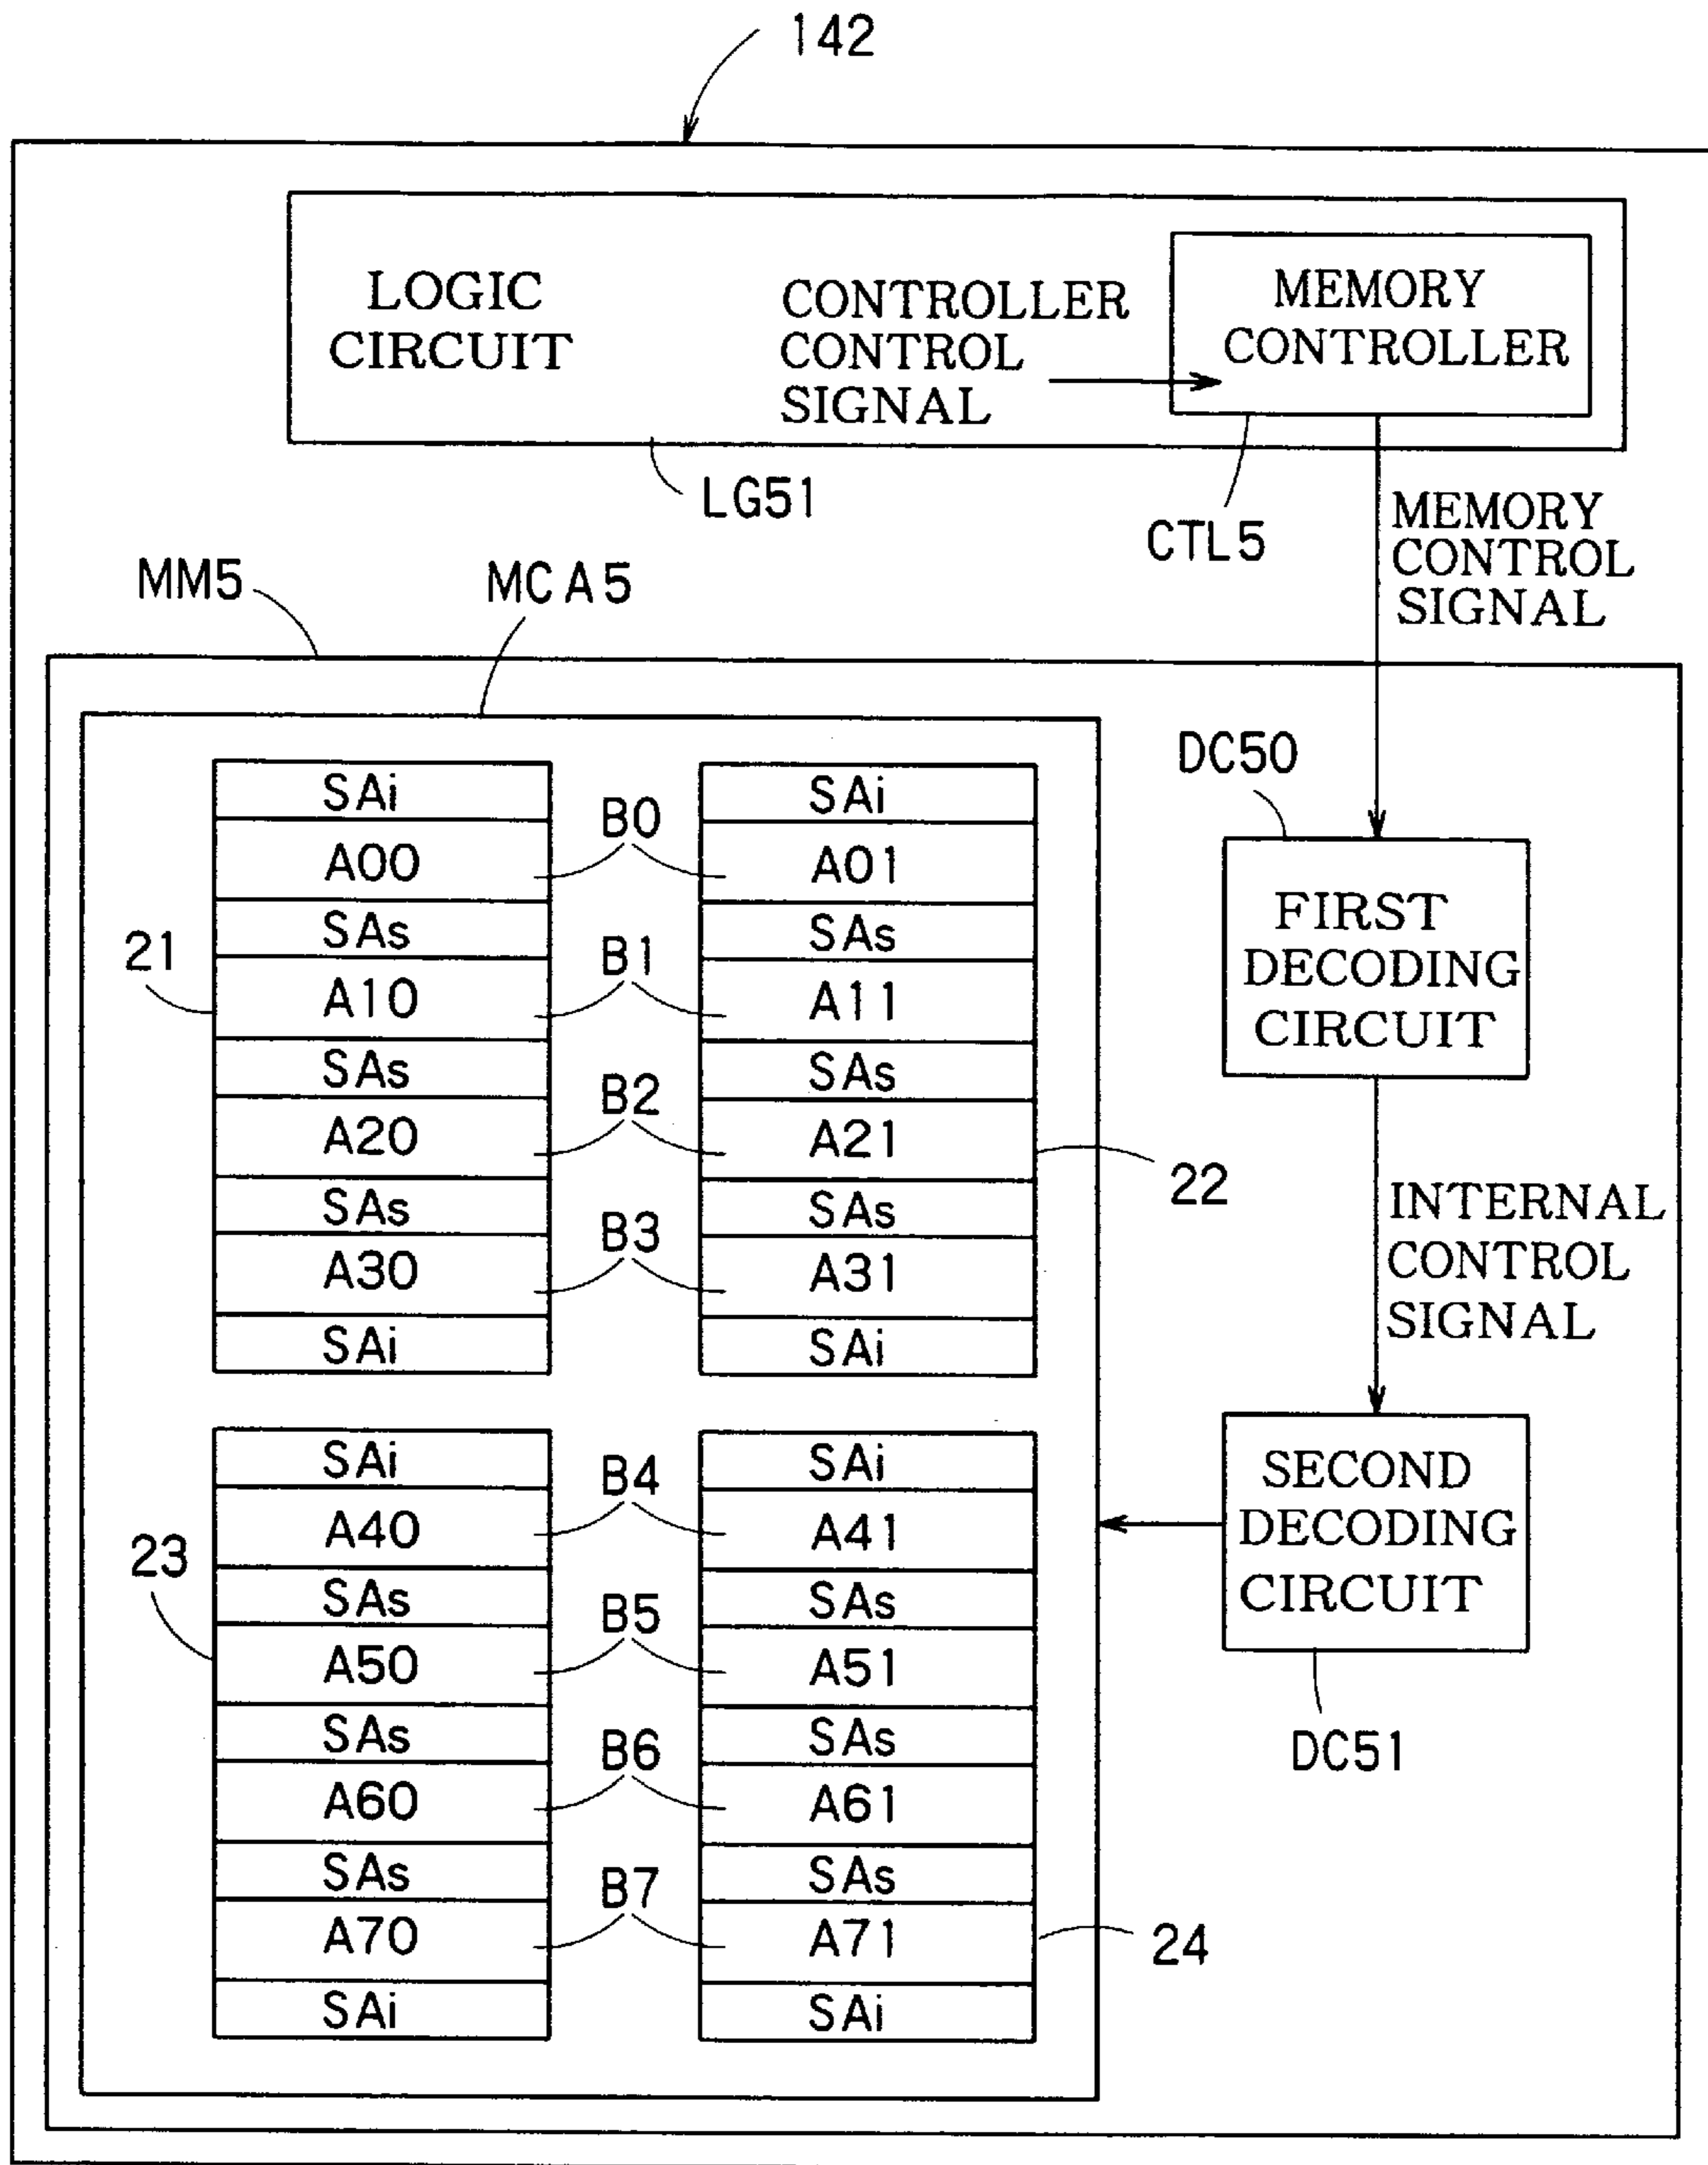 142
LOGIC
CIRCUIT
CONTROLLER
CONTROL
SIGNAL
MEMORY
CONTROLLER
LG51
CTL5
MEMORY
CONTROL
SIGNAL
MM5
MCA5
SAi
A00
SAs
A10
SAs
A20
SAs
A30
SAi
B0
B1
B2
B3
SAi
A01
SAs
A11
SAs
A21
SAs
A31
SAi
21
22
SAi
A40
SAs
A50
SAs
A60
SAs
A70
SAi
B4
B5
B6
B7
SAi
A41
SAs
A51
SAs
A61
SAs
A71
SAi
23
24
DC50
FIRST
DECODING
CIRCUIT
INTERNAL
CONTROL
SIGNAL
SECOND
DECODING
CIRCUIT
DC51